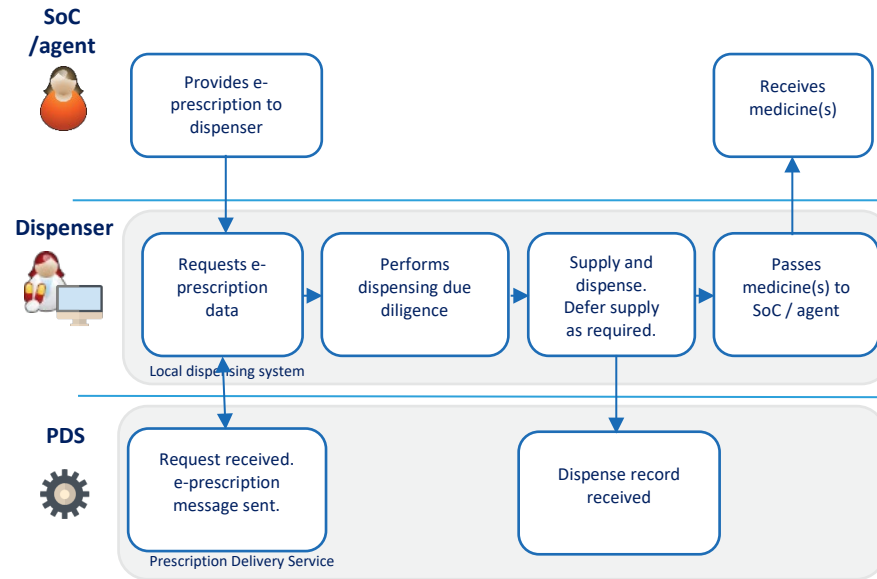 SoC
/agent
Provides e-
prescription to
dispenser
Receives
medicine(s)
Dispenser
Requests e-
prescription
data
Performs
dispensing due
diligence
Supply and
dispense.
Defer supply
as required.
Passes
medicine(s) to
SoC / agent
Local dispensing system
PDS
Request received.
e-prescription
message sent.
Dispense record
received
Prescription Delivery Service